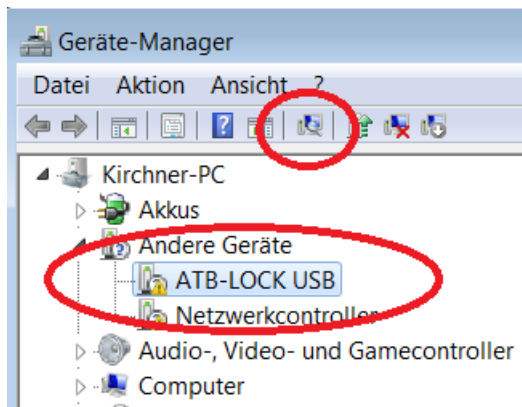 Geräte-Manager
Datei Aktion Ansicht ?
Kirchner-PC
Akkus
Andere Geräte
ATB-LOCK USB
Netzwerkcontroller
Audio-, Video- und Gamecontroller
Computer